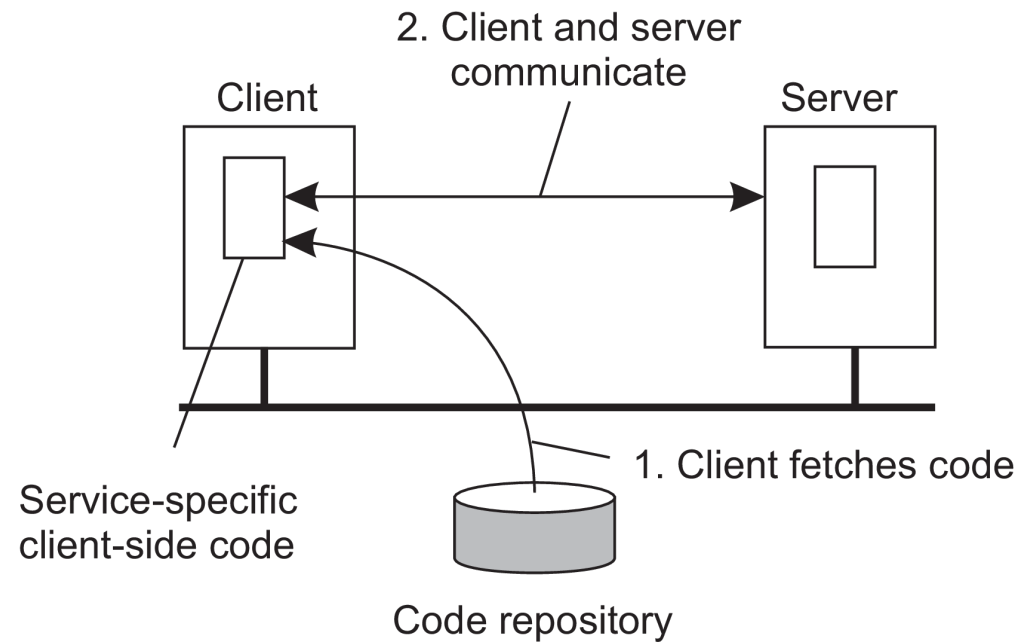 2. Client and server
communicate
Client
Server
1. Client fetches code
Service-specific
client-side code
Code repository